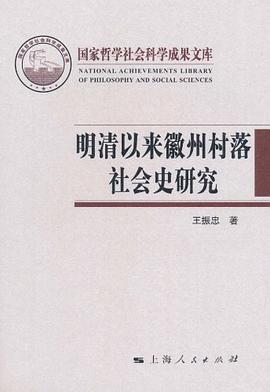 国家哲学社会科学成果文库
NATIONAL ACHIEVEMENTS LIBRARY
OF PHILOSOPHY AND SOCIAL SCIENCES
明清以来徽州村落
社会史研究
王振忠 著
上海人民出版社